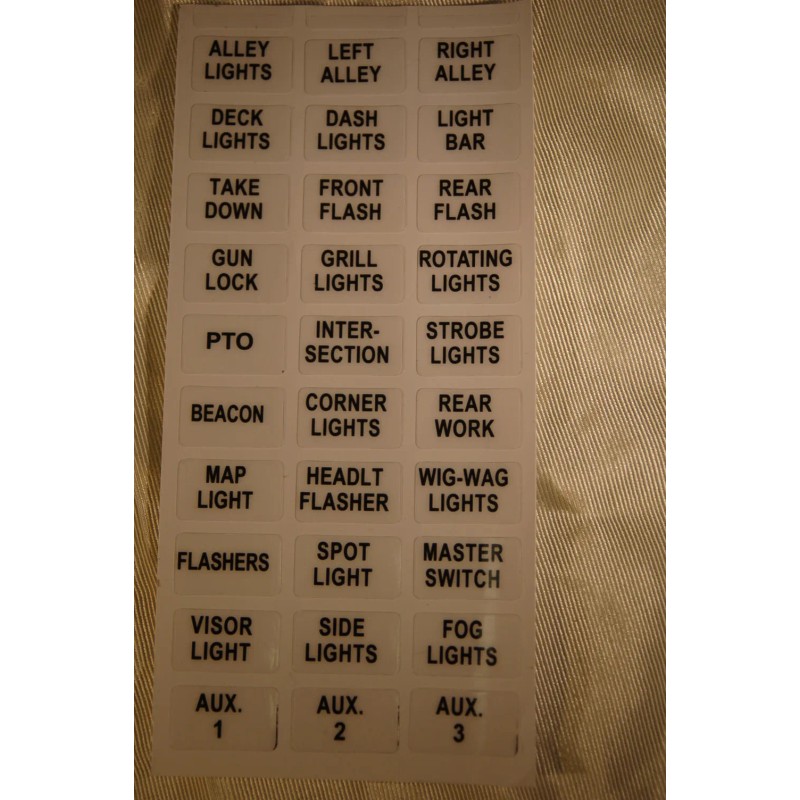 ALLEY LIGHTS
LEFT ALLEY
RIGHT ALLEY
DECK LIGHTS
DASH LIGHTS
LIGHT BAR
TAKE DOWN
FRONT FLASH
REAR FLASH
GUN LOCK
GRILL LIGHTS
ROTATING LIGHTS
PTO
INTER-
SECTION
STROBE LIGHTS
BEACON
CORNER LIGHTS
REAR WORK
MAP LIGHT
HEADLT FLASHER
WIG-WAG LIGHTS
FLASHERS
SPOT LIGHT
MASTER SWITCH
VISOR LIGHT
SIDE LIGHTS
FOG LIGHTS
AUX. 1
AUX. 2
AUX. 3